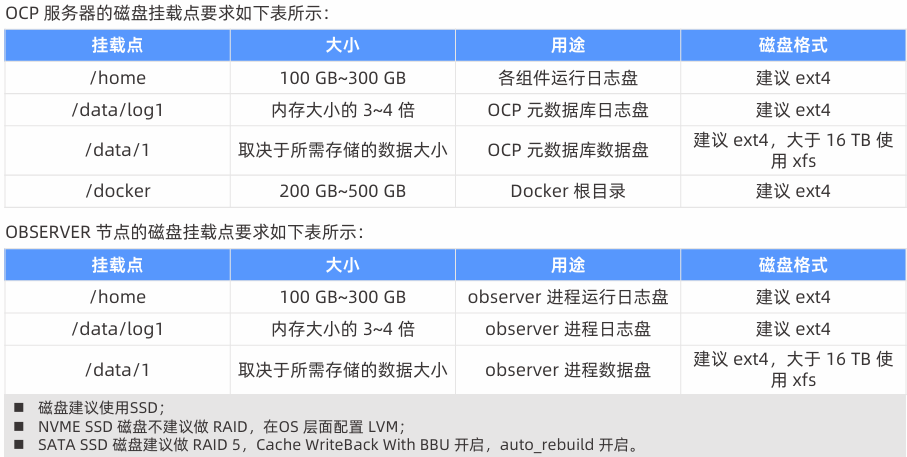 OCP 服务器的磁盘挂载点要求如下表所示：
挂载点 大小 用途 磁盘格式
/home 100 GB~300 GB 各组件运行日志盘 建议 ext4
/data/log1 内存大小的 3~4 倍 OCP 元数据库日志盘 建议 ext4
/data/1 取决于所需存储的数据大小 OCP 元数据库数据盘 建议 ext4，大于 16 TB 使
用 xfs
/docker 200 GB~500 GB Docker 根目录 建议 ext4
OBSERVER 节点的磁盘挂载点要求如下表所示：
挂载点 大小 用途 磁盘格式
/home 100 GB~300 GB observer 进程运行日志盘 建议 ext4
/data/log1 内存大小的 3~4 倍 observer 进程日志盘 建议 ext4
/data/1 取决于所需存储的数据大小 observer 进程数据盘 建议 ext4，大于 16 TB 使
用 xfs
■ 磁盘建议使用SSD；
■ NVME SSD 磁盘不建议做 RAID，在OS 层面配置 LVM；
■ SATA SSD 磁盘建议做 RAID 5，Cache WriteBack With BBU 开启，auto_rebuild 开启。